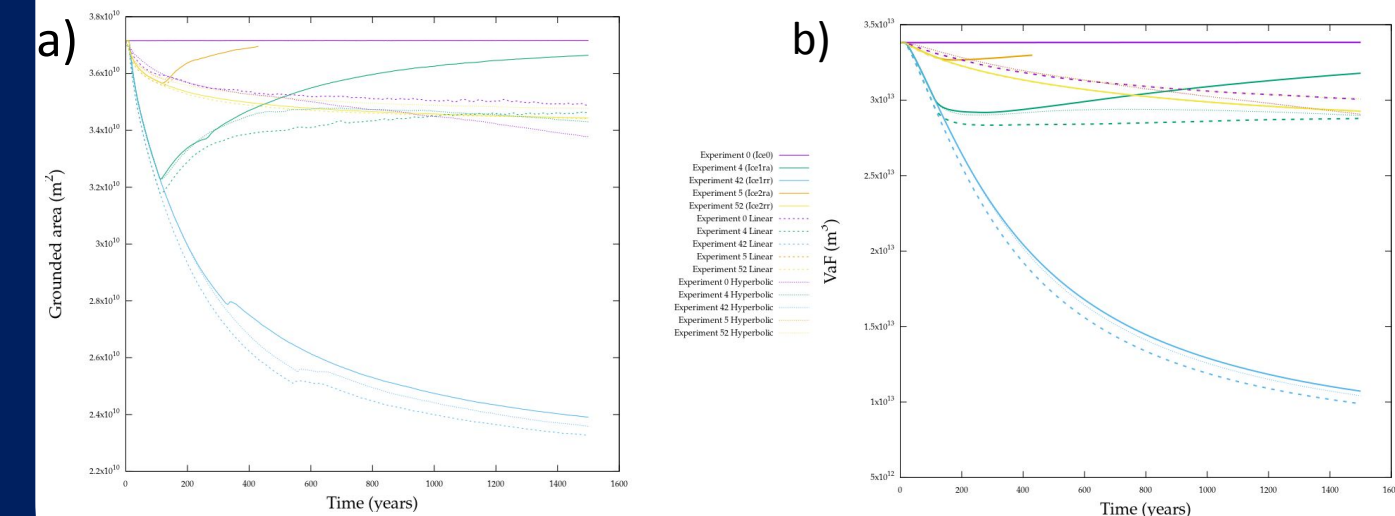 a)
3.8x10¹⁰
3.6x10¹⁰
3.4x10¹⁰
3.2x10¹⁰
3x10¹⁰
2.8x10¹⁰
2.6x10¹⁰
2.4x10¹⁰
2.2x10¹⁰
Grounded area (m²)
0 200 400 600 800 1000 1200 1400 1600
Time (years)
Experiment 0 (Ice0)
Experiment 4 (Ice1ra)
Experiment 42 (Ice1rr)
Experiment 5 (Ice2ra)
Experiment 52 (Ice2rr)
Experiment 0 Linear
Experiment 4 Linear
Experiment 42 Linear
Experiment 5 Linear
Experiment 52 Linear
Experiment 0 Hyperbolic
Experiment 4 Hyperbolic
Experiment 42 Hyperbolic
Experiment 5 Hyperbolic
Experiment 52 Hyperbolic
b)
3.5x10¹³
3x10¹³
2.5x10¹³
2x10¹³
1.5x10¹³
1x10¹³
5x10¹²
VaF (m³)
0 200 400 600 800 1000 1200 1400 1600
Time (years)